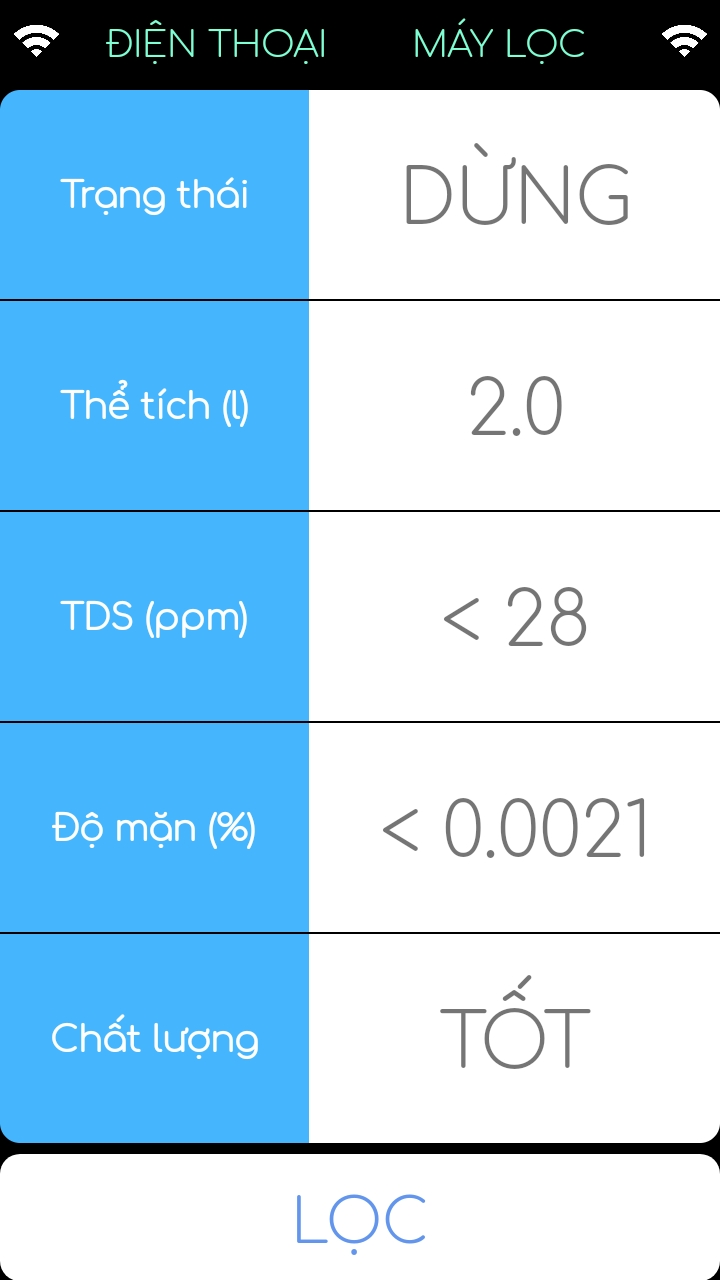 ĐIỆN THOẠI MÁY LỌC
Trạng thái DỪNG
Thể tích (l) 2.0
TDS (ppm) < 28
Độ mặn (%) < 0.0021
Chất lượng TỐT
LỌC